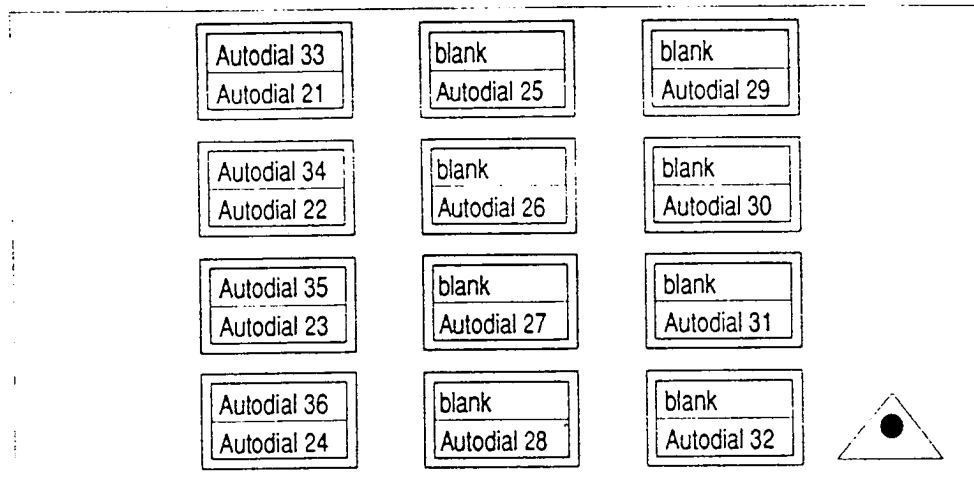 Autodial 33
Autodial 21
blank
Autodial 25
blank
Autodial 29
Autodial 34
Autodial 22
blank
Autodial 26
blank
Autodial 30
Autodial 35
Autodial 23
blank
Autodial 27
blank
Autodial 31
Autodial 36
Autodial 24
blank
Autodial 28
blank
Autodial 32